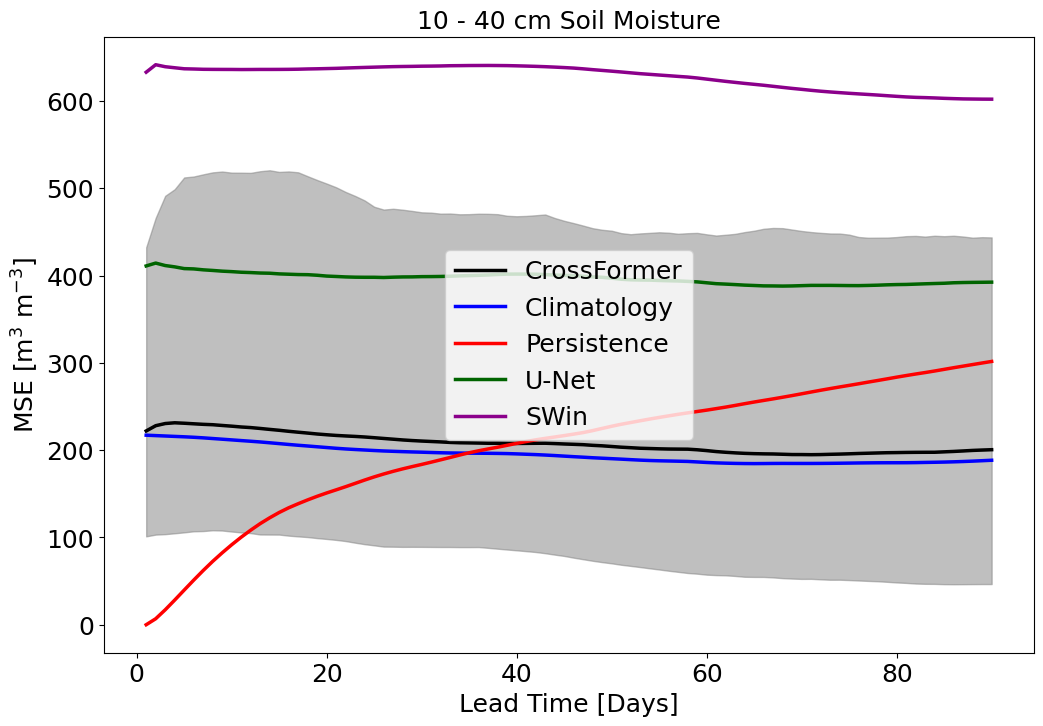 10 - 40 cm Soil Moisture
MSE [m³ m⁻³]
600
500
400
300
200
100
0
CrossFormer
Climatology
Persistence
U-Net
SWin
0 20 40 60 80
Lead Time [Days]